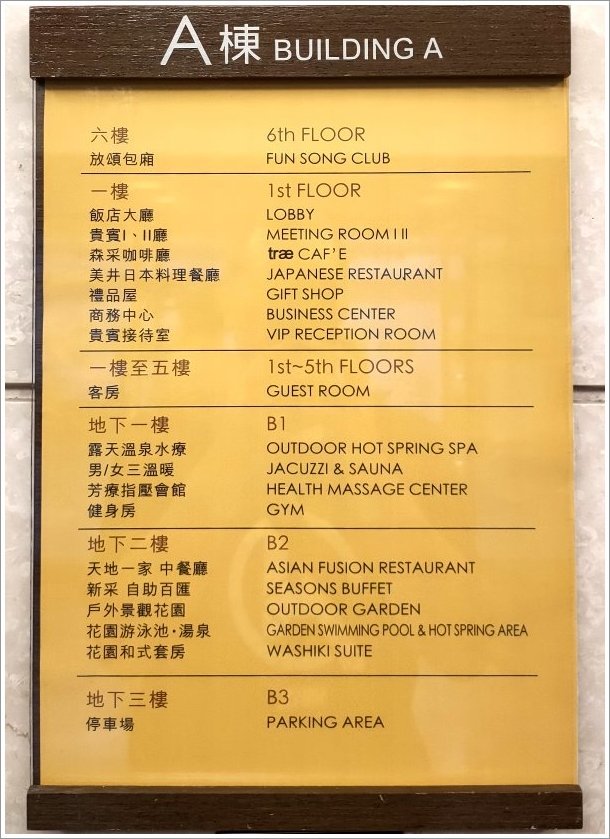 A棟 BUILDING A
六樓 6th FLOOR
放頌包廂 FUN SONG CLUB
一樓 1st FLOOR
飯店大廳 LOBBY
貴賓I、II廳 MEETING ROOM I II
森采咖啡廳 træ CAF'E
美井日本料理餐廳 JAPANESE RESTAURANT
禮品屋 GIFT SHOP
商務中心 BUSINESS CENTER
貴賓接待室 VIP RECEPTION ROOM
一樓至五樓 1st~5th FLOORS
客房 GUEST ROOM
地下一樓 B1
露天溫泉水療 OUTDOOR HOT SPRING SPA
男/女三溫暖 JACUZZI & SAUNA
芳療指壓會館 HEALTH MASSAGE CENTER
健身房 GYM
地下二樓 B2
天地一家 中餐廳 ASIAN FUSION RESTAURANT
新采 自助百匯 SEASONS BUFFET
戶外景觀花園 OUTDOOR GARDEN
花園游泳池·湯泉 GARDEN SWIMMING POOL & HOT SPRING AREA
花園和式套房 WASHIKI SUITE
地下三樓 B3
停車場 PARKING AREA